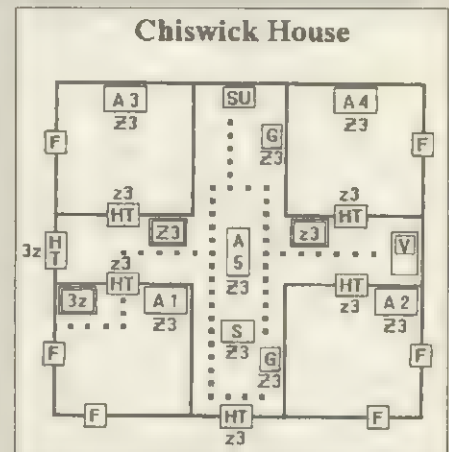 Chiswick House
A 3 SU A 4
Z3 G Z3
F Z3 F
z3 z3
HT HT
Z3 z3
3z HT A 5 V
z3 Z3
HT HT
3z A 1 z3 A 2
Z3 Z3
S
Z3 G
F Z3 F
F HT F
z3